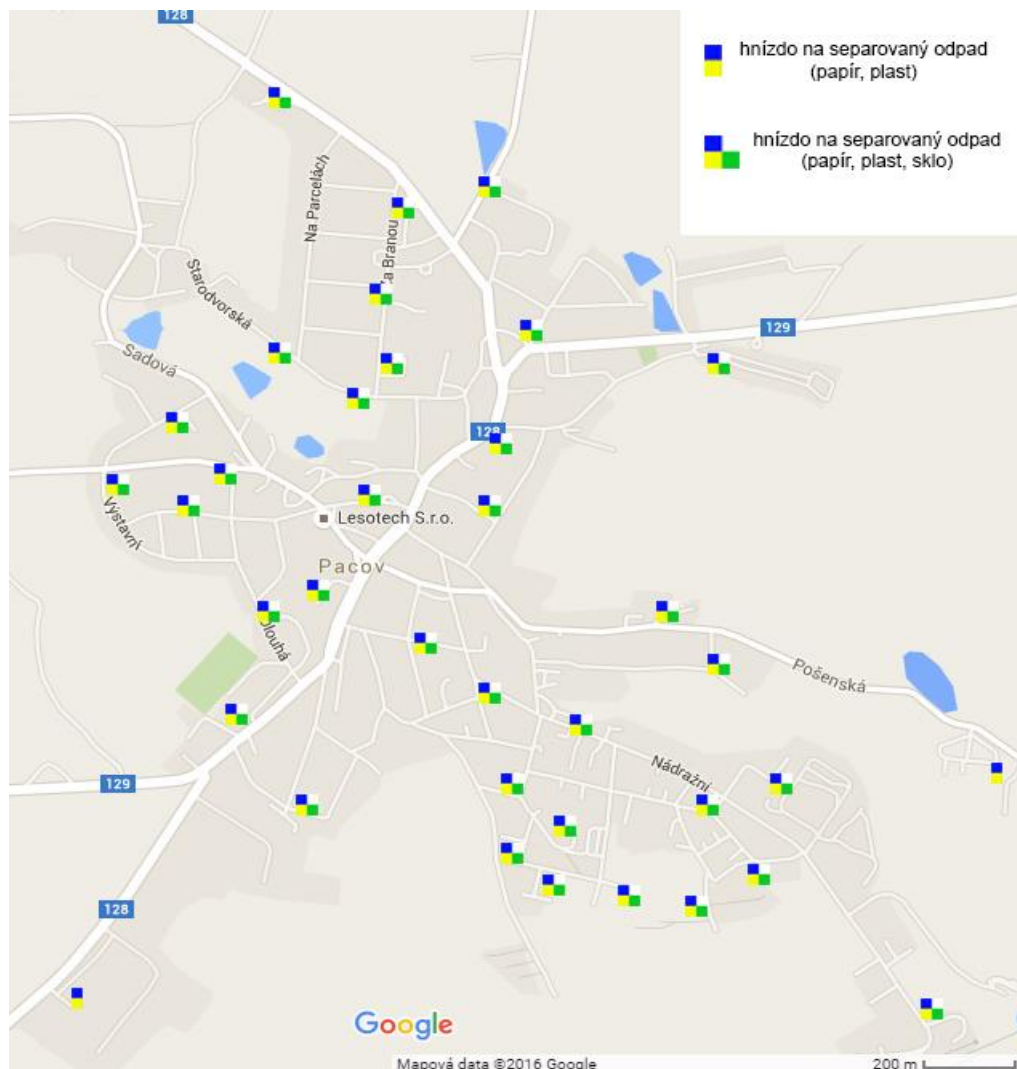 128
hnízdo na separovaný odpad
(papír, plast)
hnízdo na separovaný odpad
(papír, plast, sklo)
Na Parcelách
Za Branou
Starodvorská
129
Sadová
128
Výstavní
Lesotech S.r.o.
Pacov
Dlouhá
Pošenská
Nádražní
129
128
Google
Mapová data ©2016 Google
200 m